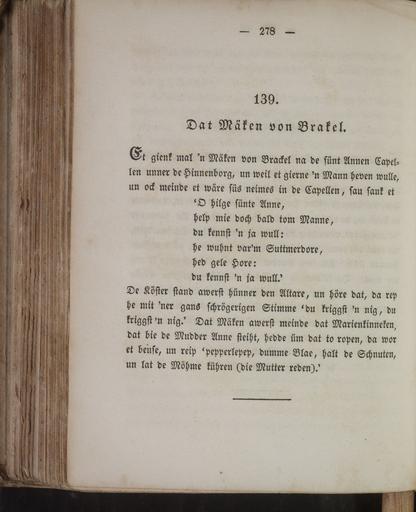 — 278 —
139.
Dat Mäken von Brakel.
Et gienk mal 'n Mäken von Brackel na de sünt Annen Capel-
len unner de Hinnenborg, un weil et gierne 'n Mann heven wulle,
un ock meinde et wäre süs neimes in de Capellen, sau sank et
'O hilge sünte Anne,
help mie doch bald tom Manne,
du kennst 'n ja wull:
he wuhnt var'm Suttmerdore,
hed gele Hore:
du kennst 'n ja wull.'
De Köster stand awerst hünner den Altare, un höre dat, da rep
he mit 'ner gans schrögerigen Stimme 'du kriggst 'n nig, du
kriggst 'n nig.' Dat Mäken awerst meinde dat Marienkinneken,
dat bie de Mudder Anne steiht, hedde üm dat to ropen, da wor
et beuse, un reip 'pepperlepep, dumme Blae, halt de Schnuten,
un lat de Möhme kühren (die Mutter reden).'